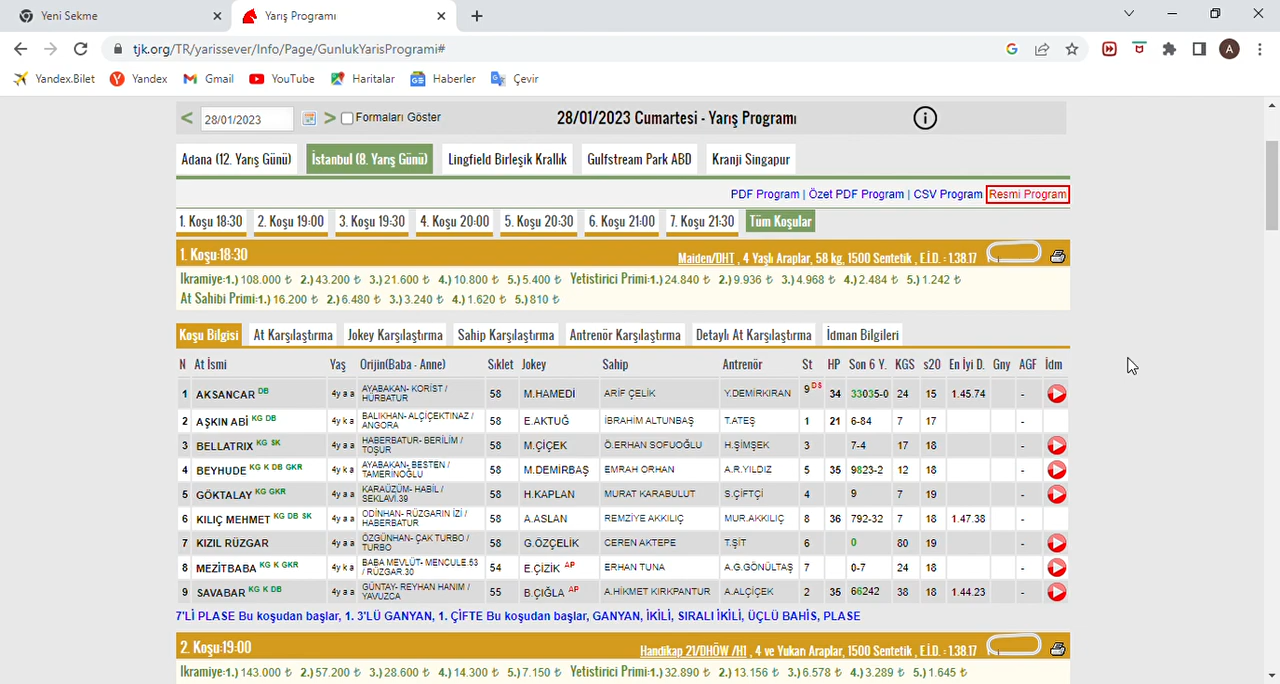 Yeni Sekme
Yarış Programı
tjk.org/TR/yarissever/Info/Page/GunlukYarisProgrami#
A
Yandex.Bilet Yandex Gmail YouTube Haritalar Haberler Çevir
28/01/2023 Formaları Göster 28/01/2023 Cumartesi - Yarış Programı
Adana (12. Yarış Günü) İstanbul (8. Yarış Günü) Lingfield Birleşik Krallık Gulfstream Park ABD Kranji Singapur
PDF Program | Özet PDF Program | CSV Program Resmi Program
1. Koşu 18:30 2. Koşu 19:00 3. Koşu 19:30 4. Koşu 20:00 5. Koşu 20:30 6. Koşu 21:00 7. Koşu 21:30 Tüm Koşular
1. Koşu:18:30 Maiden/DHT , 4 Yaşlı Araplar, 58 kg, 1500 Sentetik , E.İ.D. : 1.38.17
İkramiye:1.) 108.000 ₺ 2.) 43.200 ₺ 3.) 21.600 ₺ 4.) 10.800 ₺ 5.) 5.400 ₺ Yetistirici Primi:1.) 24.840 ₺ 2.) 9.936 ₺ 3.) 4.968 ₺ 4.) 2.484 ₺ 5.) 1.242 ₺
At Sahibi Primi:1.) 16.200 ₺ 2.) 6.480 ₺ 3.) 3.240 ₺ 4.) 1.620 ₺ 5.) 810 ₺
Koşu Bilgisi At Karşılaştırma Jokey Karşılaştırma Sahip Karşılaştırma Antrenör Karşılaştırma Detaylı At Karşılaştırma İdman Bilgileri
N At İsmi Yaş Orijin(Baba - Anne) Sıklet Jokey Sahip Antrenör St HP Son 6 Y. KGS s20 En İyi D. Gny AGF İdm
1 AKSANCAR DB 4y a a AYABAKAN- KORİST / HÜRBATUR 58 M.HAMEDİ ARİF ÇELİK Y.DEMİRKIRAN 9 DS 34 33035-0 24 15 1.45.74 -
2 AŞKIN ABİ KG DB 4y k a BALIKHAN- ALÇİÇEKTINAZ / ANGORA 58 E.AKTUĞ İBRAHİM ALTUNBAŞ T.ATEŞ 1 21 6-84 7 17 -
3 BELLATRIX KG SK 4y a a HABERBATUR- BERİLİM / TOŞUR 58 M.ÇİÇEK Ö.ERHAN SOFUOĞLU H.ŞİMŞEK 3 7-4 17 18 -
4 BEYHUDE KG K DB GKR 4y k a AYABAKAN- BESTEN / TAMERİNOĞLU 58 M.DEMİRBAŞ EMRAH ORHAN A.R.YILDIZ 5 35 9823-2 12 18 -
5 GÖKTALAY KG GKR 4y a a KARAÜZÜM- HABİL / SEKLAVİ.39 58 H.KAPLAN MURAT KARABULUT S.ÇİFTÇİ 4 9 7 19 -
6 KILIÇ MEHMET KG DB SK 4y a a ODİNHAN- RÜZGARIN İZİ / HABERBATUR 58 A.ASLAN REMZİYE AKKILIÇ MUR.AKKILIÇ 8 36 792-32 7 18 1.47.38 -
7 KIZIL RÜZGAR 4y a a ÖZGÜNHAN- ÇAK TURBO / TURBO 58 G.ÖZÇELİK CEREN AKTEPE T.ŞİT 6 0 80 19 -
8 MEZİTBABA KG K GKR 4y k a BABA MEVLÜT- MENCULE.53 / RÜZGAR.30 54 E.ÇİZİK AP ERHAN TUNA A.G.GÖNÜLTAŞ 7 0-7 24 18 -
9 SAVABAR KG K DB 4y a a GÜNTAY- REYHAN HANIM / YAVUZCA 55 B.ÇIĞLA AP A.HİKMET KIRKPANTUR A.ALÇİÇEK 2 35 66242 38 18 1.44.23 -
7'Lİ PLASE Bu koşudan başlar, 1. 3'LÜ GANYAN, 1. ÇİFTE Bu koşudan başlar, GANYAN, İKİLİ, SIRALI İKİLİ, ÜÇLÜ BAHİS, PLASE
2. Koşu:19:00 Handikap 21/DHÖW /H1 , 4 ve Yukarı Araplar, 1500 Sentetik , E.İ.D. : 1.38.17
İkramiye:1.) 143.000 ₺ 2.) 57.200 ₺ 3.) 28.600 ₺ 4.) 14.300 ₺ 5.) 7.150 ₺ Yetistirici Primi:1.) 32.890 ₺ 2.) 13.156 ₺ 3.) 6.578 ₺ 4.) 3.289 ₺ 5.) 1.645 ₺